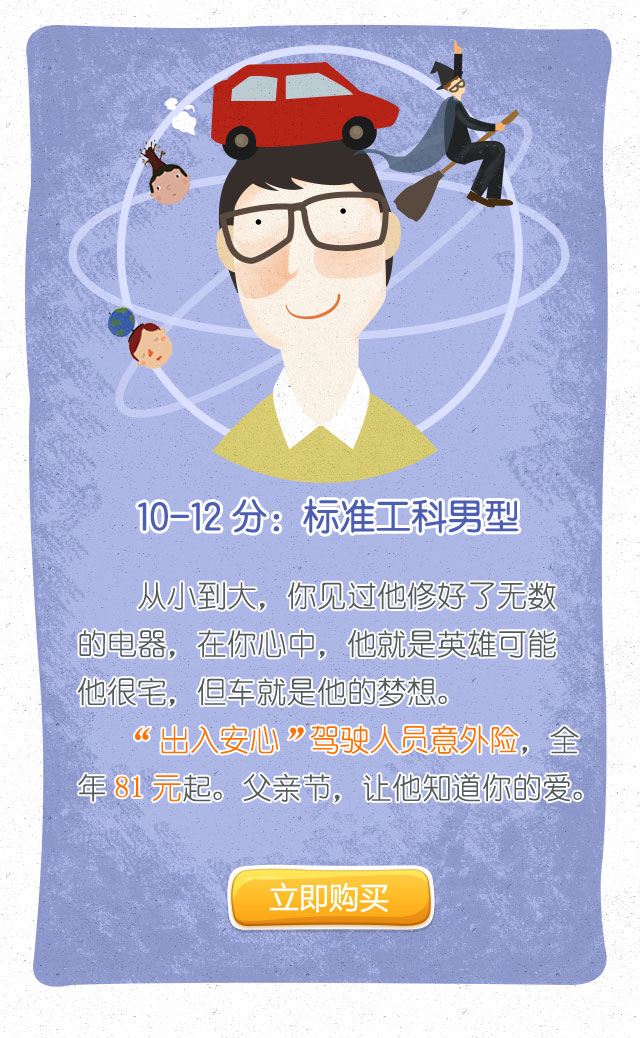 10-12 分：标准工科男型
从小到大，你见过他修好了无数
的电器，在你心中，他就是英雄可能
他很宅，但车就是他的梦想。
“出入安心”驾驶人员意外险，全
年 81 元起。父亲节，让他知道你的爱。
立即购买